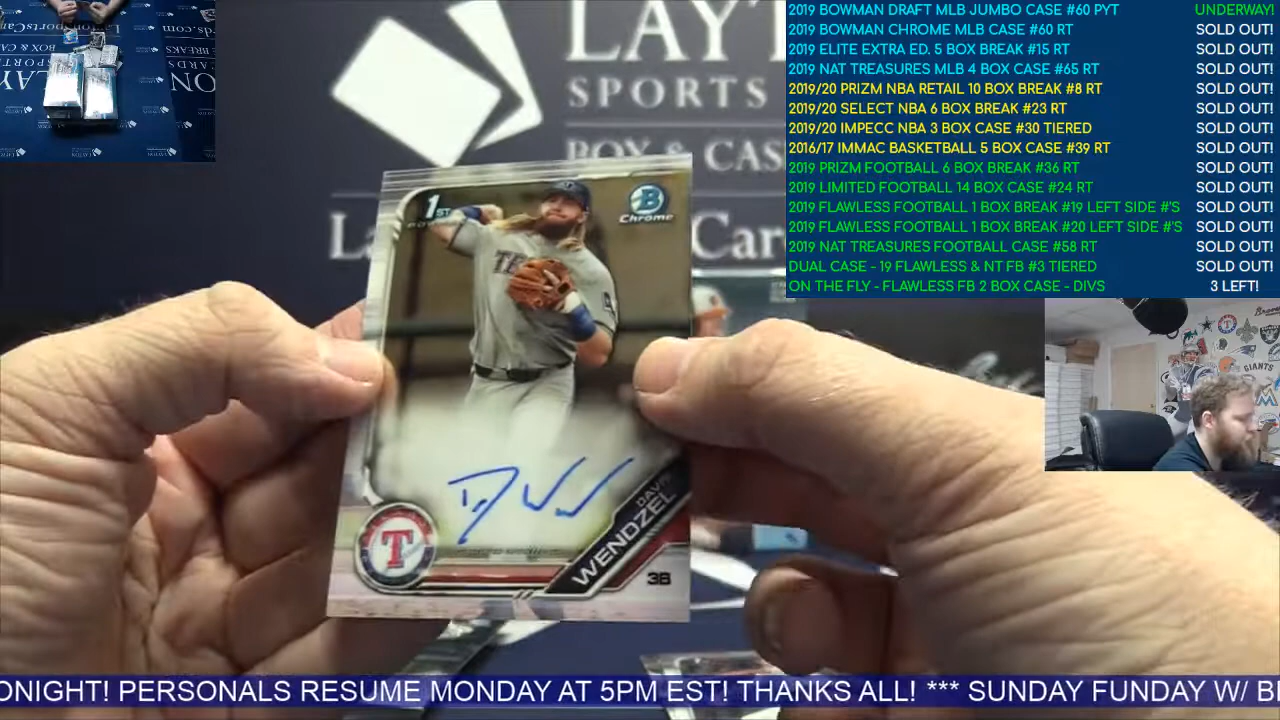 2019 BOWMAN DRAFT MLB JUMBO CASE #60 PYT UNDERWAY!
2019 BOWMAN CHROME MLB CASE #60 RT SOLD OUT!
2019 ELITE EXTRA ED. 5 BOX BREAK #15 RT SOLD OUT!
2019 NAT TREASURES MLB 4 BOX CASE #65 RT SOLD OUT!
2019/20 PRIZM NBA RETAIL 10 BOX BREAK #8 RT SOLD OUT!
2019/20 SELECT NBA 6 BOX BREAK #23 RT SOLD OUT!
2019/20 IMPECC NBA 3 BOX CASE #30 TIERED SOLD OUT!
2016/17 IMMAC BASKETBALL 5 BOX CASE #39 RT SOLD OUT!
2019 PRIZM FOOTBALL 6 BOX BREAK #36 RT SOLD OUT!
2019 LIMITED FOOTBALL 14 BOX CASE #24 RT SOLD OUT!
2019 FLAWLESS FOOTBALL 1 BOX BREAK #19 LEFT SIDE #'S SOLD OUT!
2019 FLAWLESS FOOTBALL 1 BOX BREAK #20 LEFT SIDE #'S SOLD OUT!
2019 NAT TREASURES FOOTBALL CASE #58 RT SOLD OUT!
DUAL CASE - 19 FLAWLESS & NT FB #3 TIERED SOLD OUT!
ON THE FLY - FLAWLESS FB 2 BOX CASE - DIVS 3 LEFT!
LAYT
SPORTS
BOX & CAS
1ST
B
Chrome
T
WENDZEL
3B
GIANTS
ONIGHT! PERSONALS RESUME MONDAY AT 5PM EST! THANKS ALL! *** SUNDAY FUNDAY W/ B